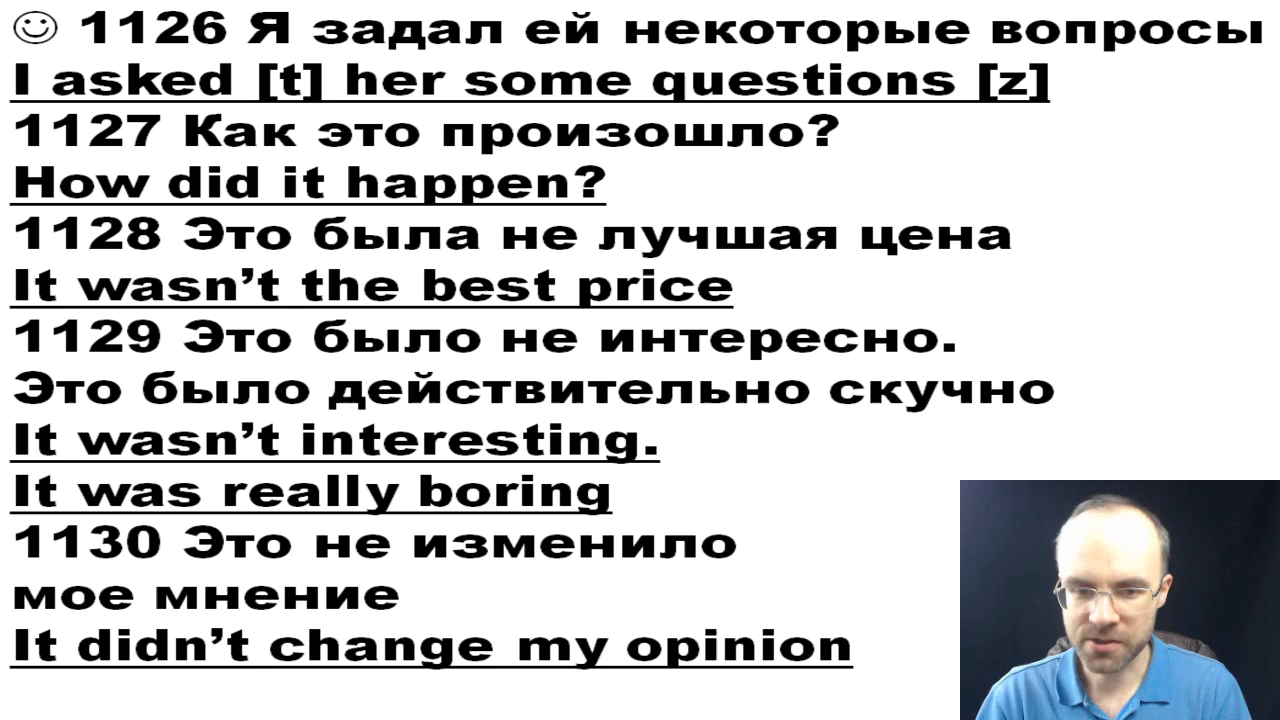 ☺ 1126 Я задал ей некоторые вопросы
I asked [t] her some questions [z]
1127 Как это произошло?
How did it happen?
1128 Это была не лучшая цена
It wasn’t the best price
1129 Это было не интересно.
Это было действительно скучно
It wasn’t interesting.
It was really boring
1130 Это не изменило
мое мнение
It didn’t change my opinion